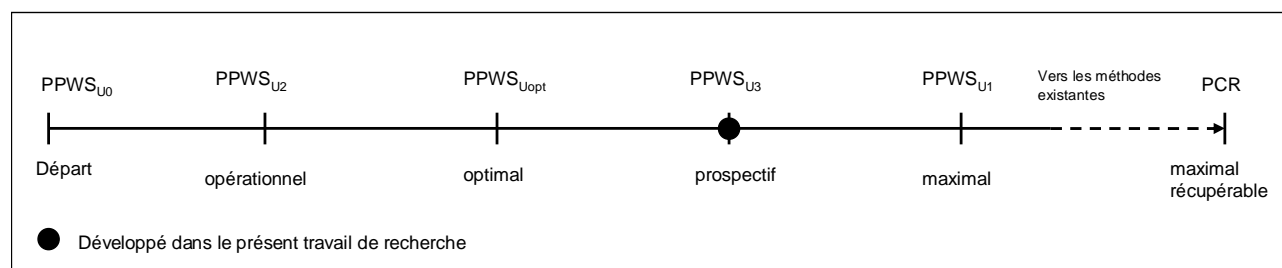 PPWS_U0 PPWS_U2 PPWS_Uopt PPWS_U3 PPWS_U1 Vers les méthodes PCR
existantes
Départ opérationnel optimal prospectif maximal maximal
récupérable
Développé dans le présent travail de recherche